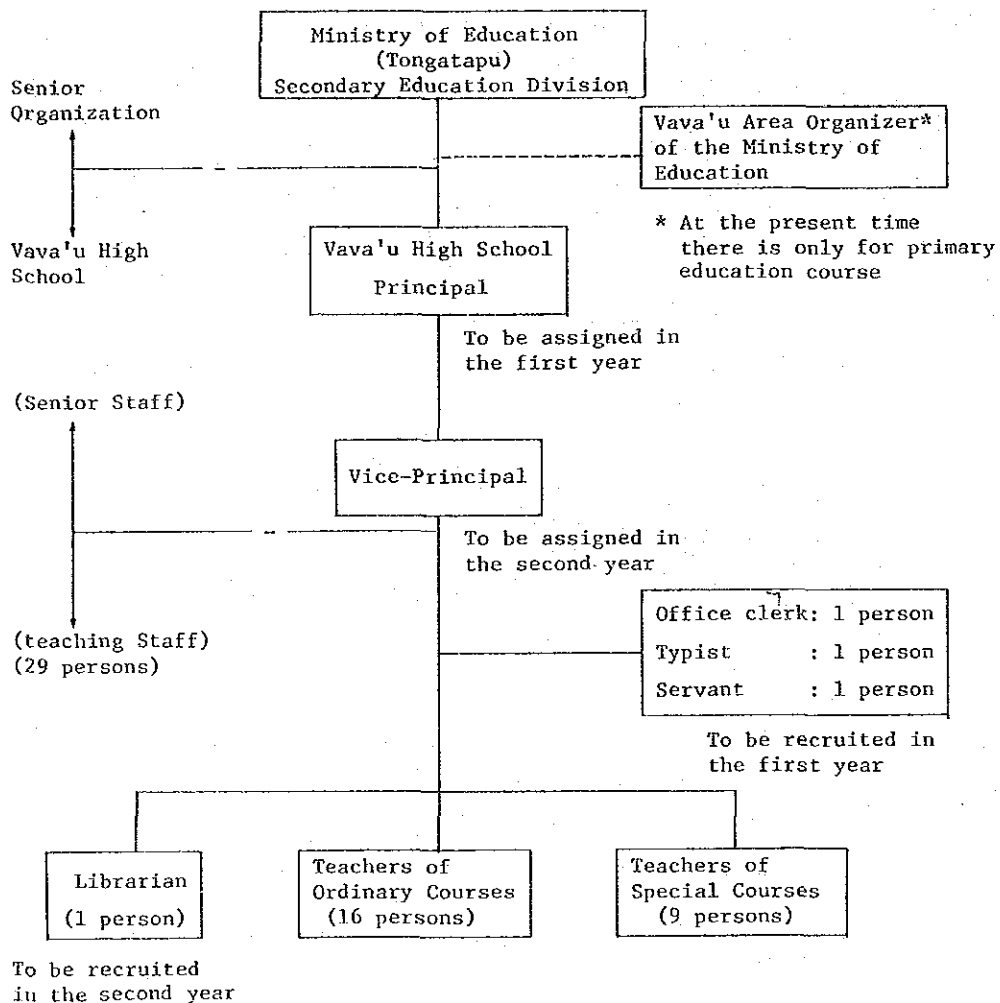 Ministry of Education
(Tongatapu)
Secondary Education Division
Senior
Organization
Vava'u Area Organizer*
of the Ministry of
Education
* At the present time
there is only for primary
education course
Vava'u High
School
Vava'u High School
Principal
To be assigned in
the first year
(Senior Staff)
Vice-Principal
To be assigned in
the second year
(teaching Staff)
(29 persons)
Office clerk: 1 person
Typist : 1 person
Servant : 1 person
To be recruited in
the first year
Librarian
(1 person)
Teachers of
Ordinary Courses
(16 persons)
Teachers of
Special Courses
(9 persons)
To be recruited
in the second year